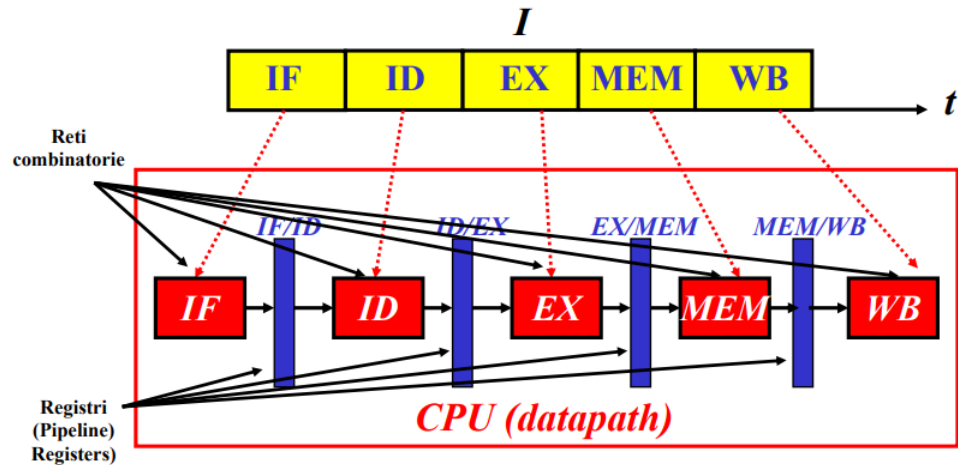 I
IF ID EX MEM WB
t
Reti
combinatorie
IF/ID ID/EX EX/MEM MEM/WB
IF ID EX MEM WB
Registri
(Pipeline)
Registers)
CPU (datapath)